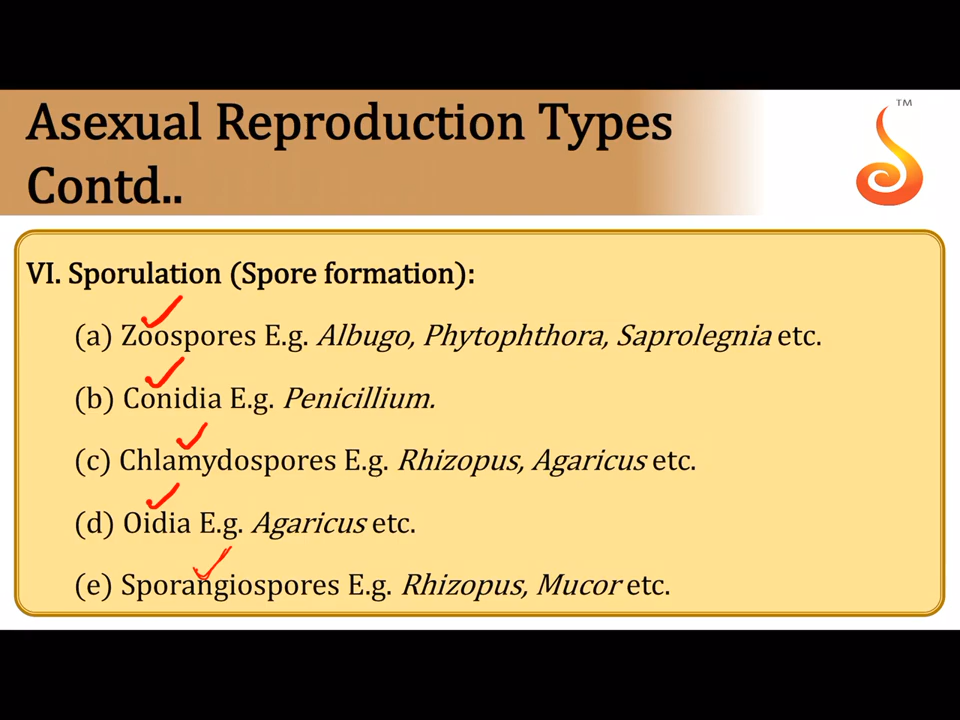 Asexual Reproduction Types
Contd..
TM
VI. Sporulation (Spore formation):
(a) Zoospores E.g. Albugo, Phytophthora, Saprolegnia etc.
(b) Conidia E.g. Penicillium.
(c) Chlamydospores E.g. Rhizopus, Agaricus etc.
(d) Oidia E.g. Agaricus etc.
(e) Sporangiospores E.g. Rhizopus, Mucor etc.